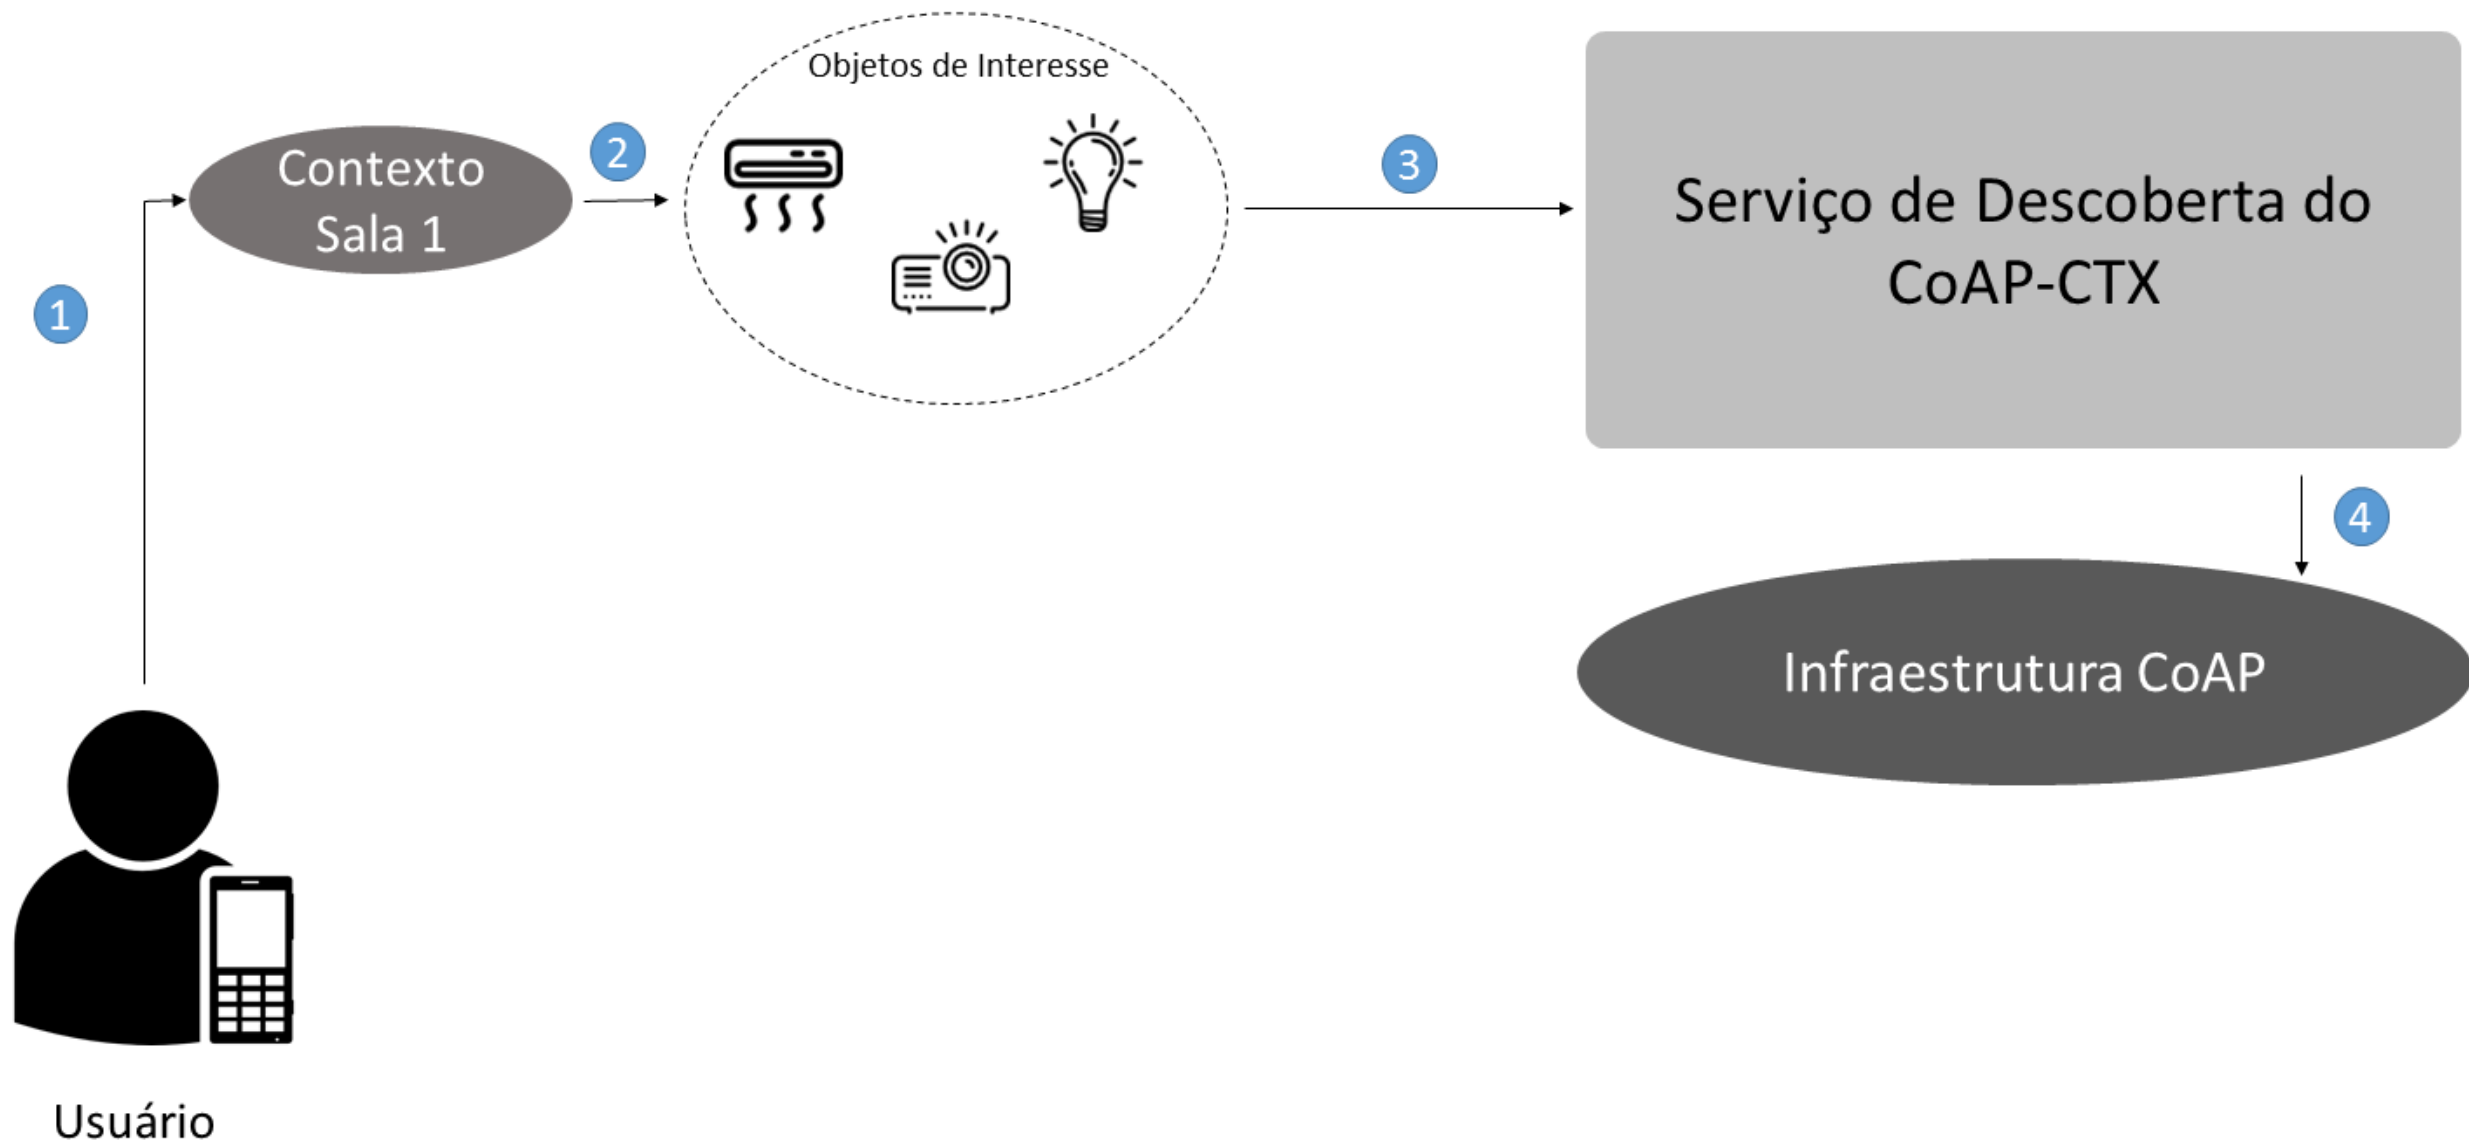 Objetos de Interesse
Contexto
Sala 1
2
3
Serviço de Descoberta do
CoAP-CTX
1
4
Infraestrutura CoAP
Usuário